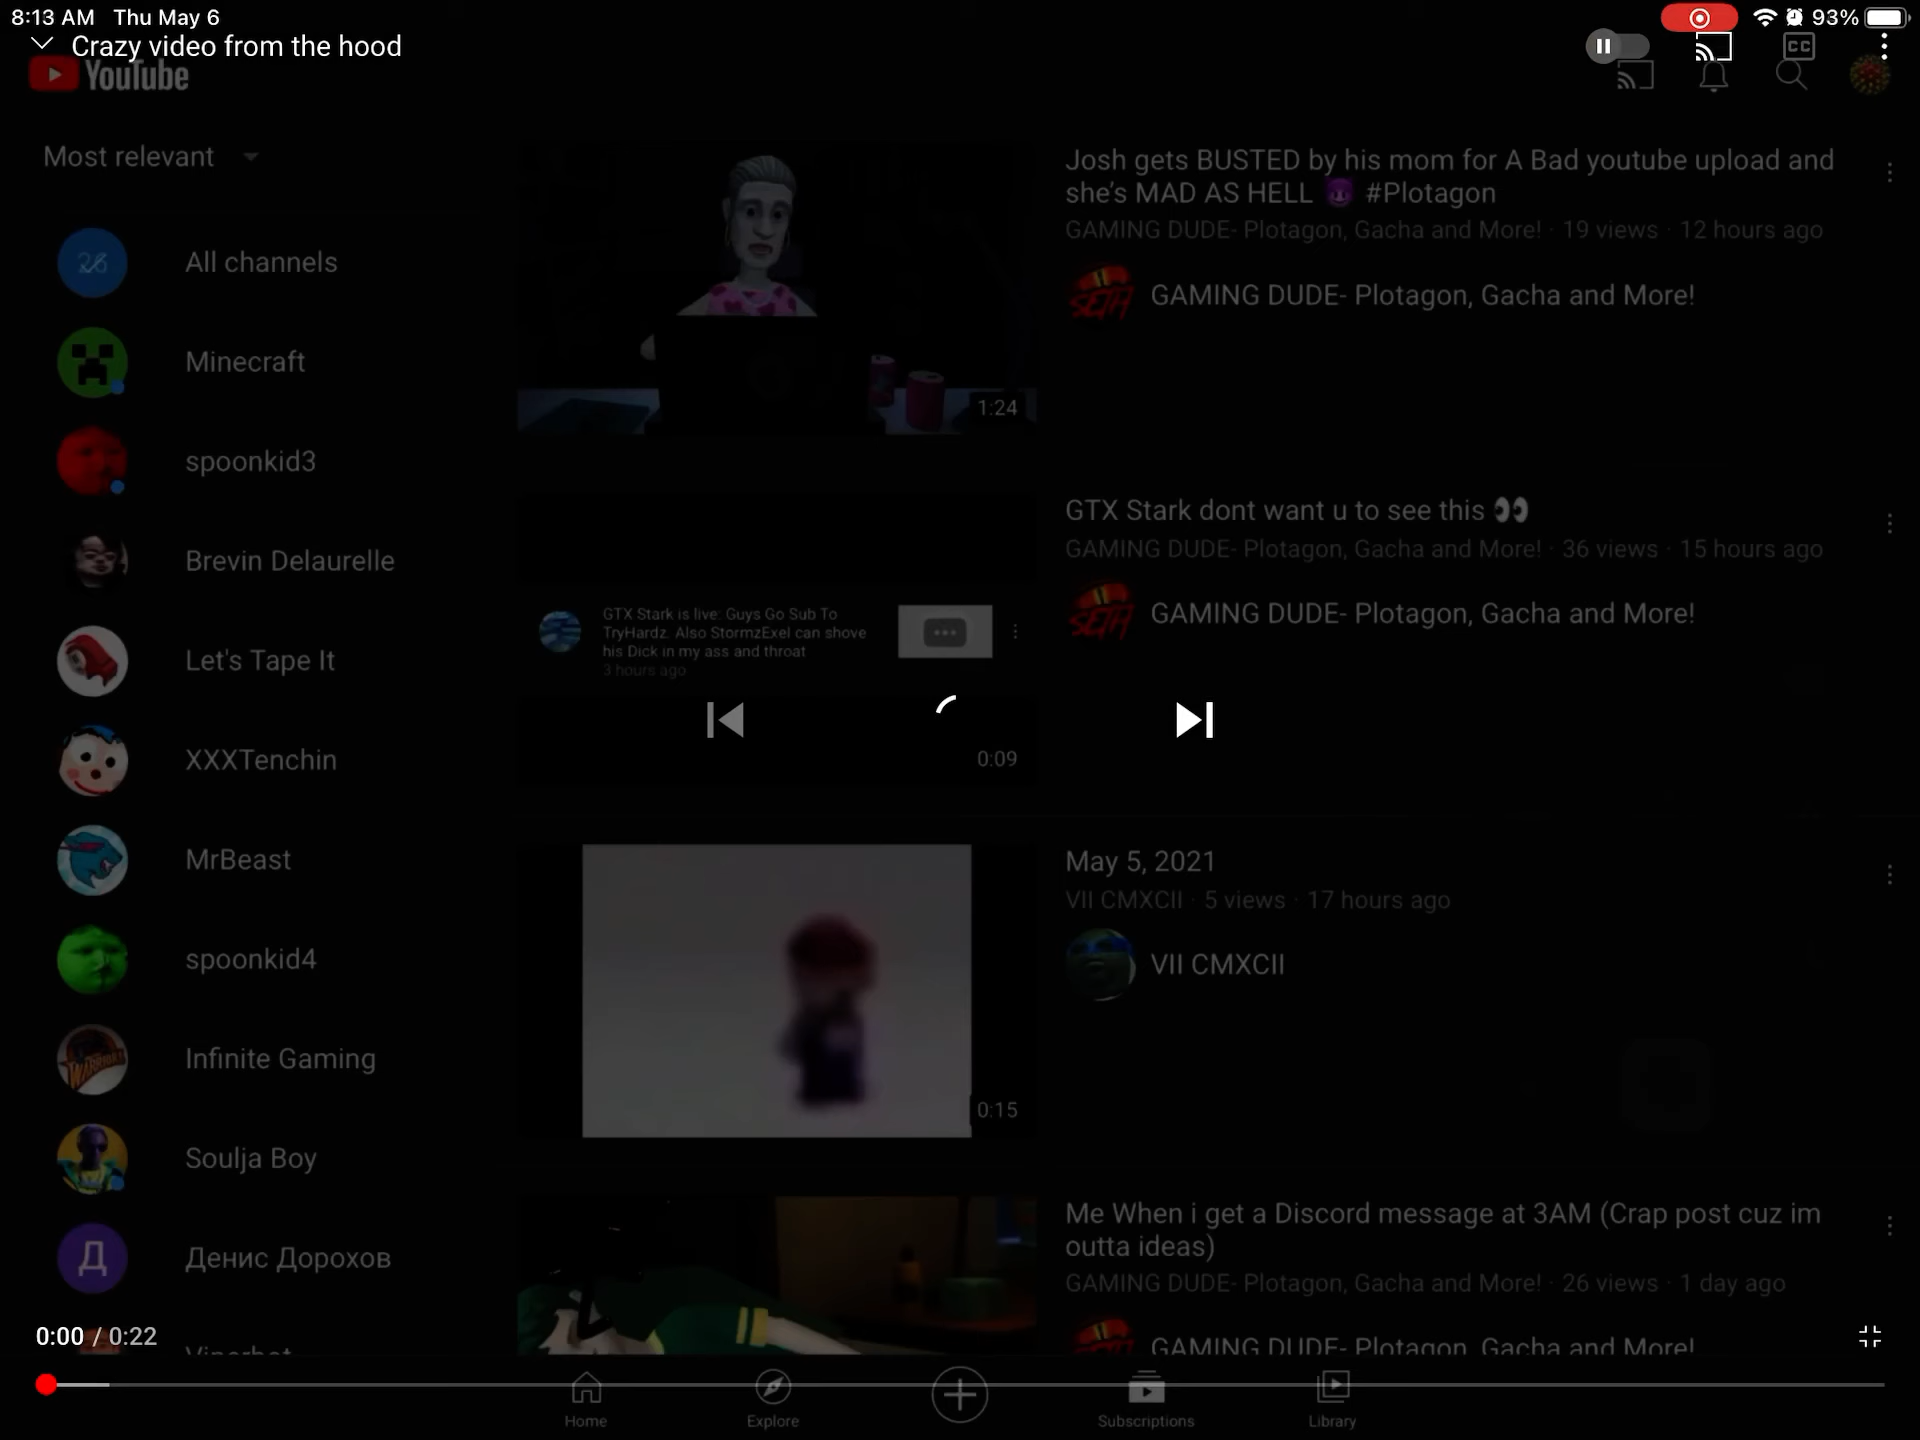 8:13 AM Thu May 6
93%
Crazy video from the hood
CC
YouTube
Most relevant
26
All channels
Minecraft
spoonkid3
Brevin Delaurelle
Let's Tape It
XXXTenchin
MrBeast
spoonkid4
Infinite Gaming
WARRIORS
Soulja Boy
Д
Денис Дорохов
Josh gets BUSTED by his mom for A Bad youtube upload and
she's MAD AS HELL 😈 #Plotagon
GAMING DUDE- Plotagon, Gacha and More! · 19 views · 12 hours ago
SETH
GAMING DUDE- Plotagon, Gacha and More!
1:24
GTX Stark dont want u to see this 👀
GAMING DUDE- Plotagon, Gacha and More! · 36 views · 15 hours ago
SETH
GAMING DUDE- Plotagon, Gacha and More!
GTX Stark is live: Guys Go Sub To
TryHardz. Also StormzExel can shove
his Dick in my ass and throat
3 hours ago
0:09
May 5, 2021
VII CMXCII · 5 views · 17 hours ago
VII CMXCII
0:15
Me When i get a Discord message at 3AM (Crap post cuz im
outta ideas)
GAMING DUDE- Plotagon, Gacha and More! · 26 views · 1 day ago
GAMING DUDE- Plotagon, Gacha and More!
0:00 / 0:22
Home
Explore
Subscriptions
Library